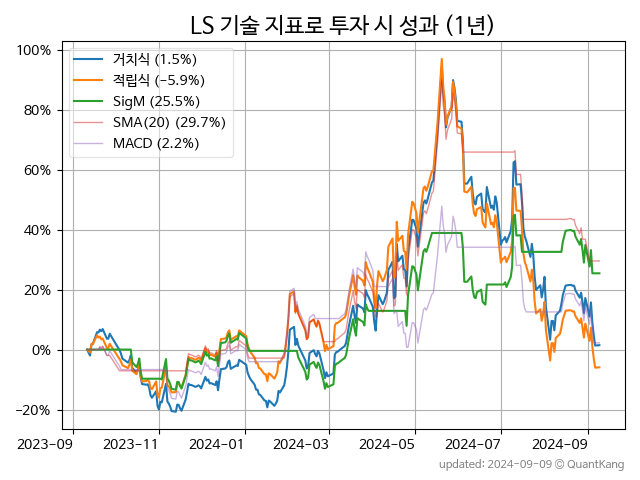 LS 기술 지표로 투자 시 성과 (1년)
100%
80%
60%
40%
20%
0%
−20%
거치식 (1.5%)
적립식 (−5.9%)
SigM (25.5%)
SMA(20) (29.7%)
MACD (2.2%)
2023-09 2023-11 2024-01 2024-03 2024-05 2024-07 2024-09
updated: 2024-09-09 © QuantKang